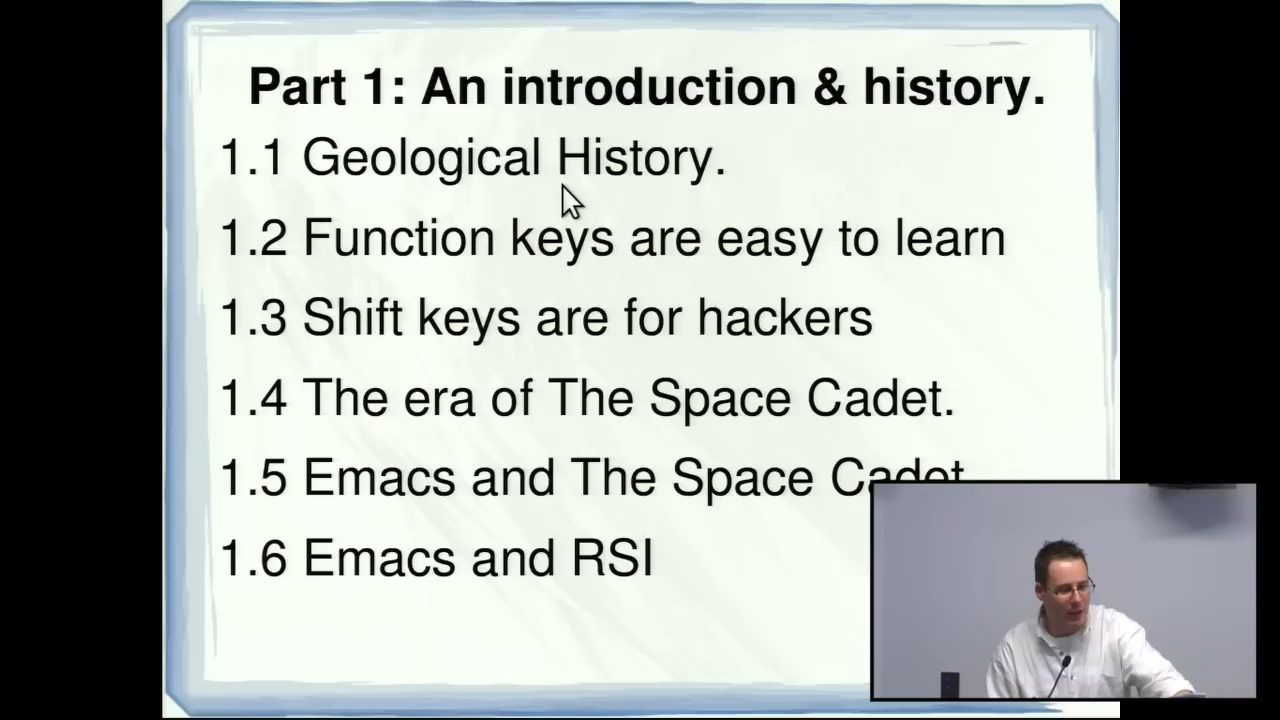 Part 1: An introduction & history.
1.1 Geological History.
1.2 Function keys are easy to learn
1.3 Shift keys are for hackers
1.4 The era of The Space Cadet.
1.5 Emacs and The Space Cadet
1.6 Emacs and RSI